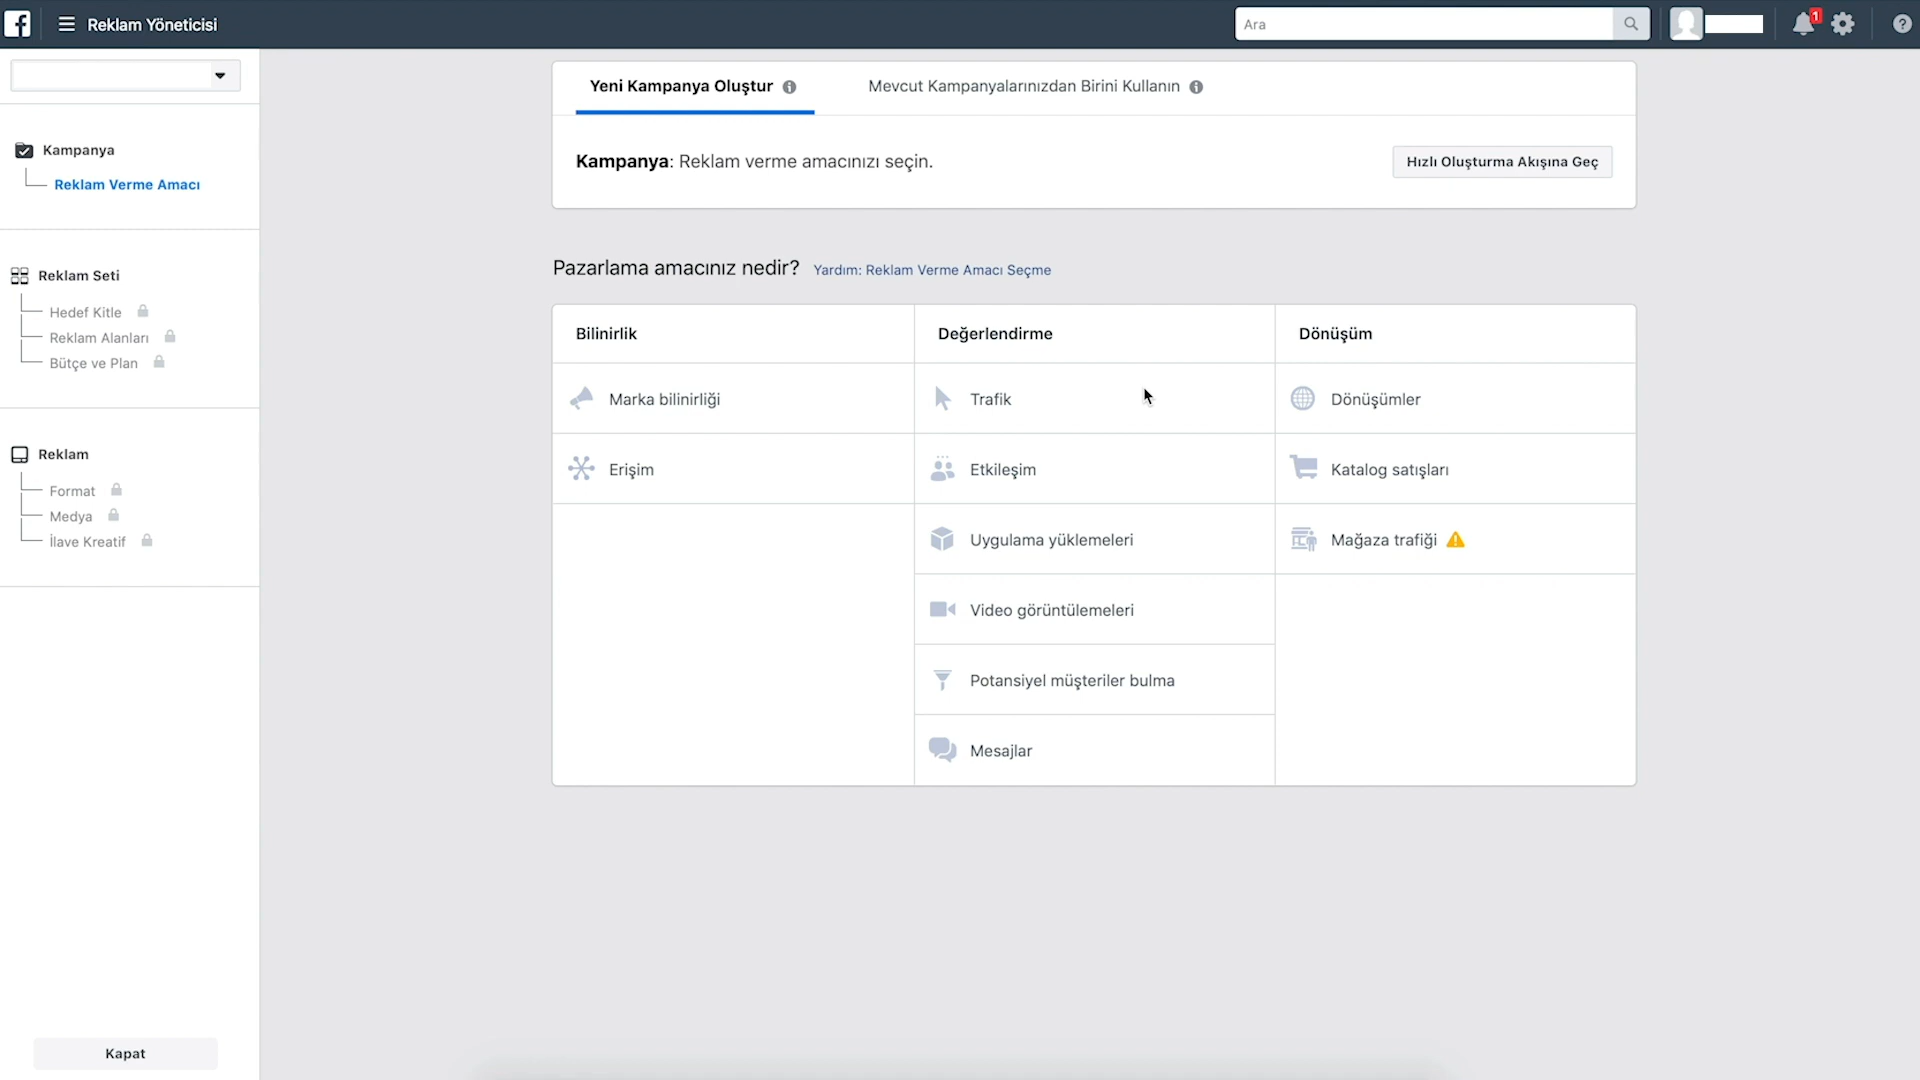 Reklam Yöneticisi
Ara
1
Yeni Kampanya Oluştur
Mevcut Kampanyalarınızdan Birini Kullanın
Kampanya: Reklam verme amacınızı seçin.
Hızlı Oluşturma Akışına Geç
Kampanya
Reklam Verme Amacı
Reklam Seti
Hedef Kitle
Reklam Alanları
Bütçe ve Plan
Reklam
Format
Medya
İlave Kreatif
Kapat
Pazarlama amacınız nedir? Yardım: Reklam Verme Amacı Seçme
Bilinirlik
Marka bilinirliği
Erişim
Değerlendirme
Trafik
Etkileşim
Uygulama yüklemeleri
Video görüntülemeleri
Potansiyel müşteriler bulma
Mesajlar
Dönüşüm
Dönüşümler
Katalog satışları
Mağaza trafiği